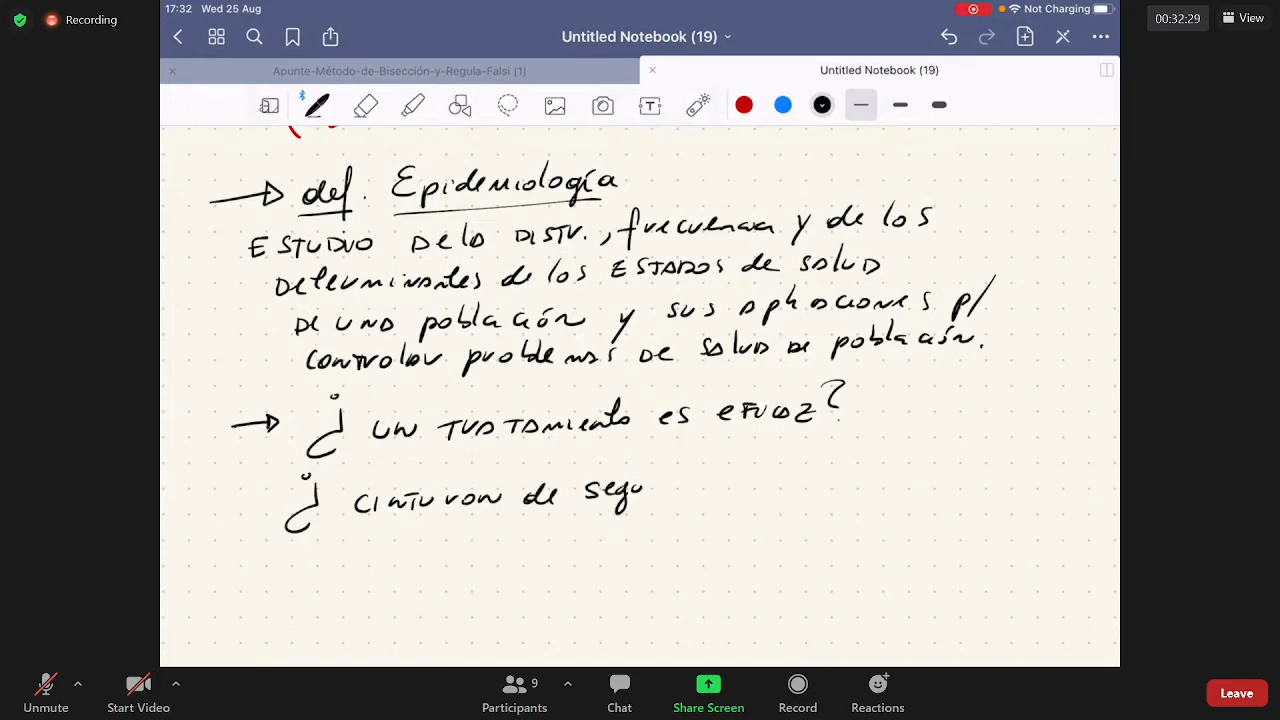 17:32 Wed 25 Aug
Not Charging
Recording
00:32:29
View
Untitled Notebook (19)
Apunte-Método-de-Bisección-y-Regula-Falsi (1)
Untitled Notebook (19)
def. Epidemiología
ESTUDIO DE LA DISTR., frecuencia y de los
Determinantes de los ESTADOS de salud
DE UNA población y sus aplicaciones p/
controlar problemas DE SALUD DE población.
¿ UN TRATAMIENTO es eficaz?
¿ CINTURON de segu
Unmute
Start Video
Participants
9
Chat
Share Screen
Record
Reactions
Leave